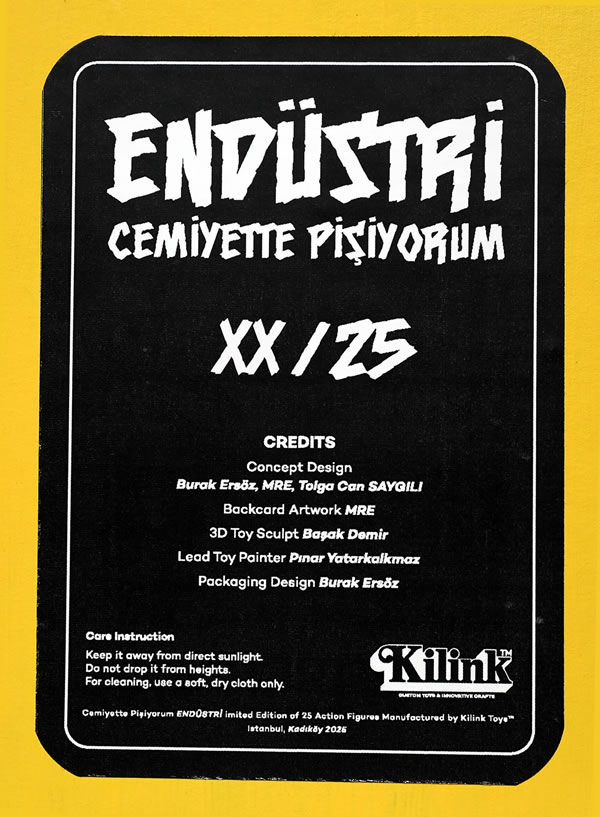 ENDÜSTRİ
CEMİYETTE PİŞİYORUM
XX / 25
CREDITS
Concept Design
Burak Ersöz, MRE, Tolga Can SAYGILI
Backcard Artwork MRE
3D Toy Sculpt Başak Demir
Lead Toy Painter Pınar Yatarkalkmaz
Packaging Design Burak Ersöz
Care Instruction
Keep it away from direct sunlight.
Do not drop it from heights.
For cleaning, use a soft, dry cloth only.
Kilink™
CUSTOM TOYS & INNOVATIVE CRAFTS
Cemiyette Pişiyorum ENDÜSTRİ imited Edition of 25 Action Figures Manufactured by Kilink Toys™
Istanbul, Kadıköy 2025